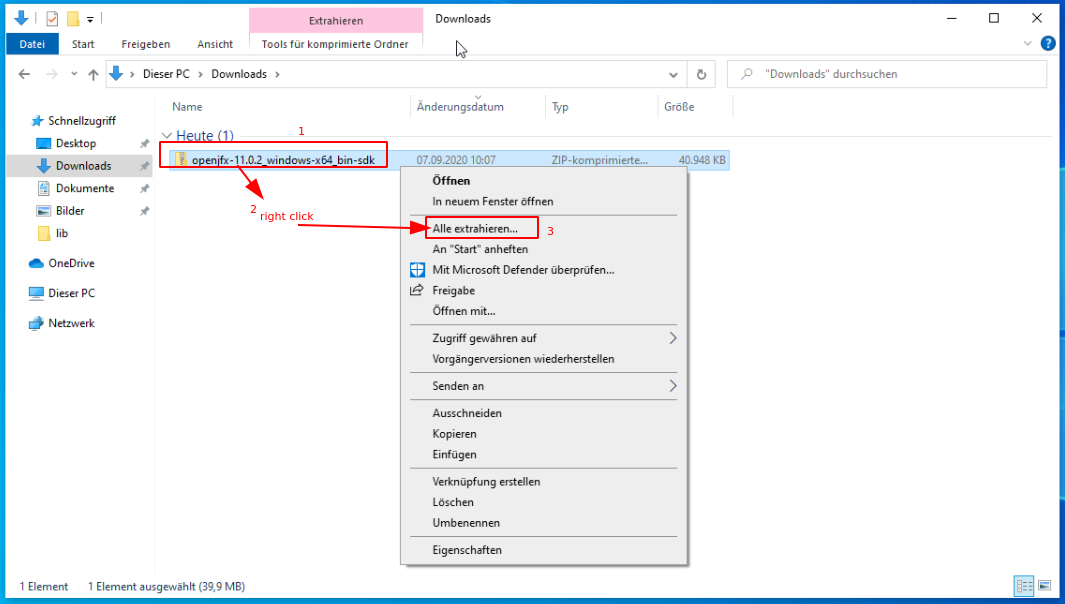 Extrahieren
Downloads
Datei
Start
Freigeben
Ansicht
Tools für komprimierte Ordner
Dieser PC
Downloads
"Downloads" durchsuchen
Name
Änderungsdatum
Typ
Größe
Schnellzugriff
Desktop
Downloads
Dokumente
Bilder
lib
OneDrive
Dieser PC
Netzwerk
Heute (1)
1
openjfx-11.0.2_windows-x64_bin-sdk
07.09.2020 10:07
ZIP-komprimierte...
40.948 KB
2
right click
3
Öffnen
In neuem Fenster öffnen
Alle extrahieren...
An "Start" anheften
Mit Microsoft Defender überprüfen...
Freigabe
Öffnen mit...
Zugriff gewähren auf
Vorgängerversionen wiederherstellen
Senden an
Ausschneiden
Kopieren
Einfügen
Verknüpfung erstellen
Löschen
Umbenennen
Eigenschaften
1 Element
1 Element ausgewählt (39,9 MB)